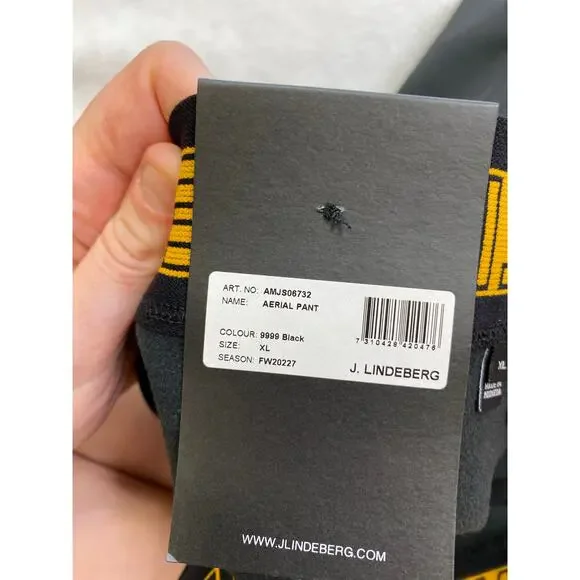 ART. NO: AMJS06732
NAME: AERIAL PANT
COLOUR: 9999 Black
SIZE: XL
SEASON: FW20227
7 310428 420476
J. LINDEBERG
XL
WWW.JLINDEBERG.COM